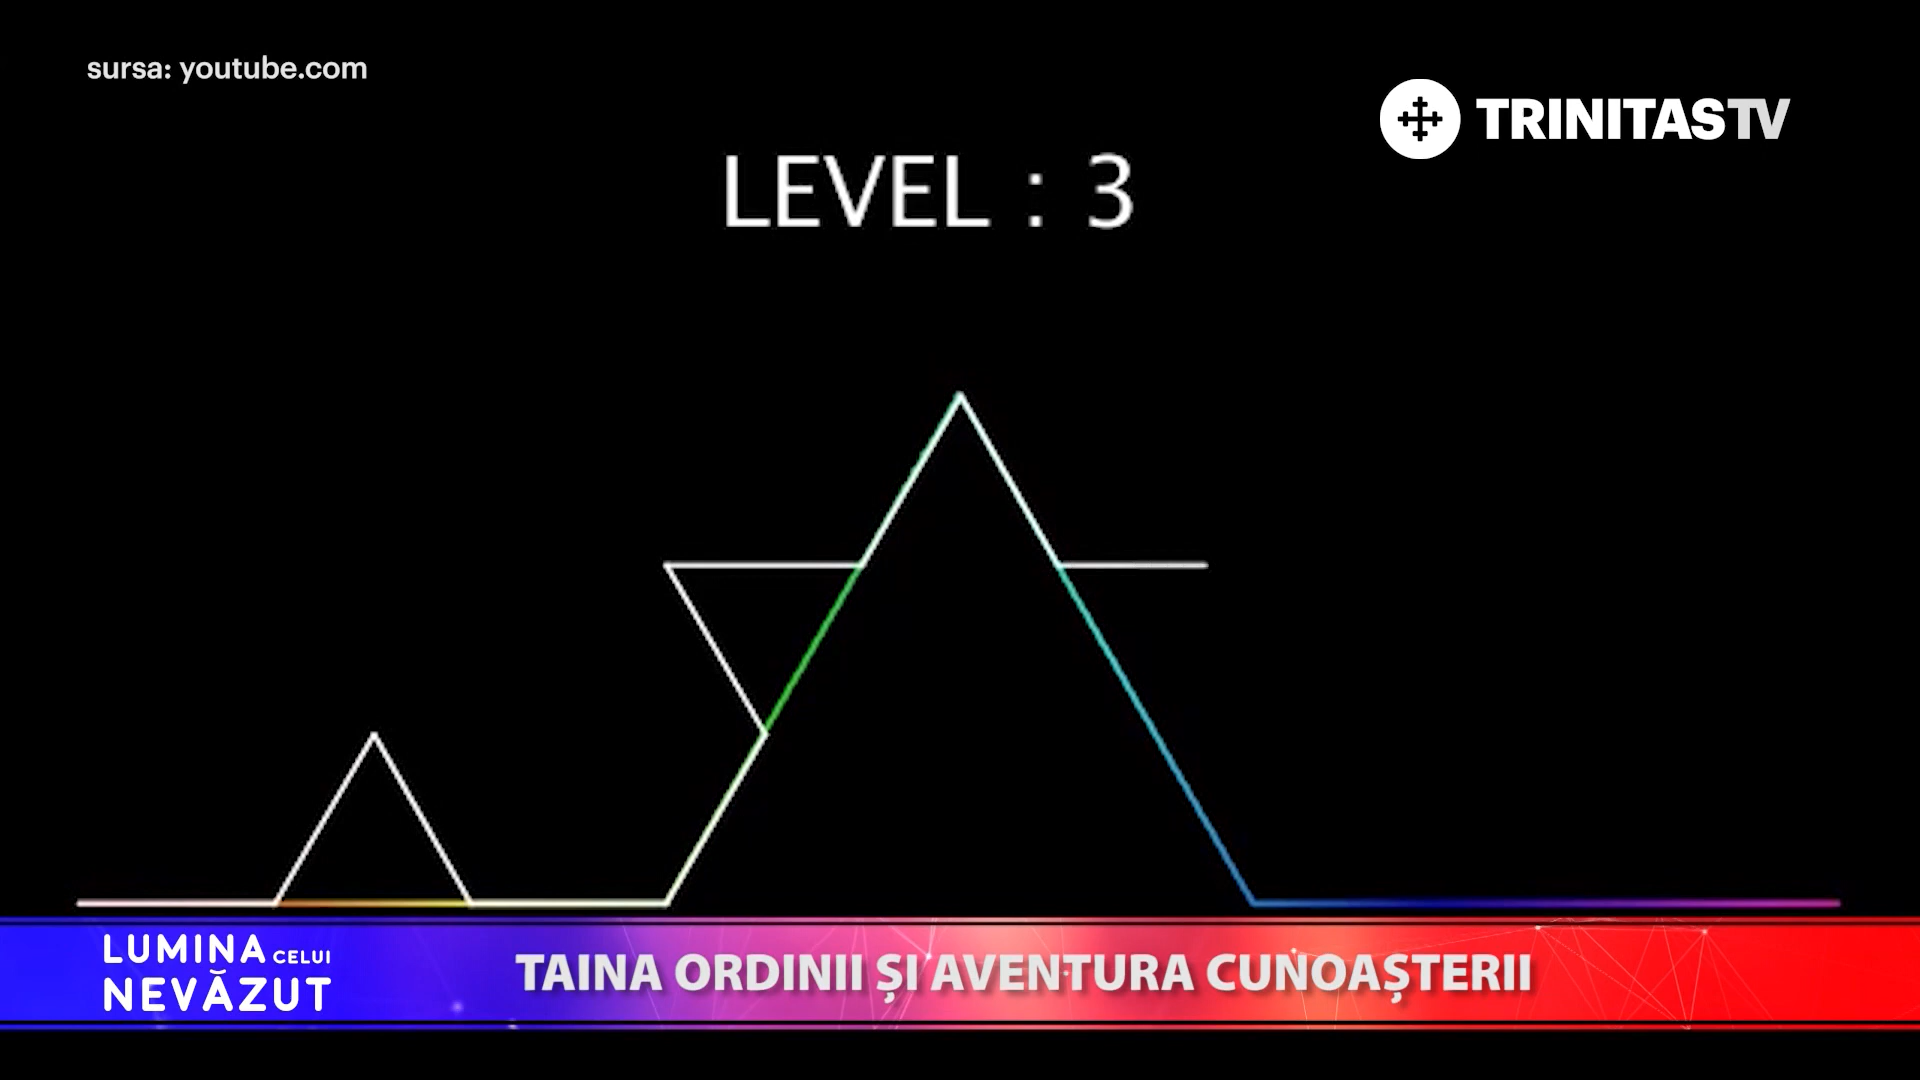 sursa: youtube.com
TRINITASTV
LEVEL : 3
LUMINA CELUI
NEVĂZUT
TAINA ORDINII ȘI AVENTURA CUNOAȘTERII